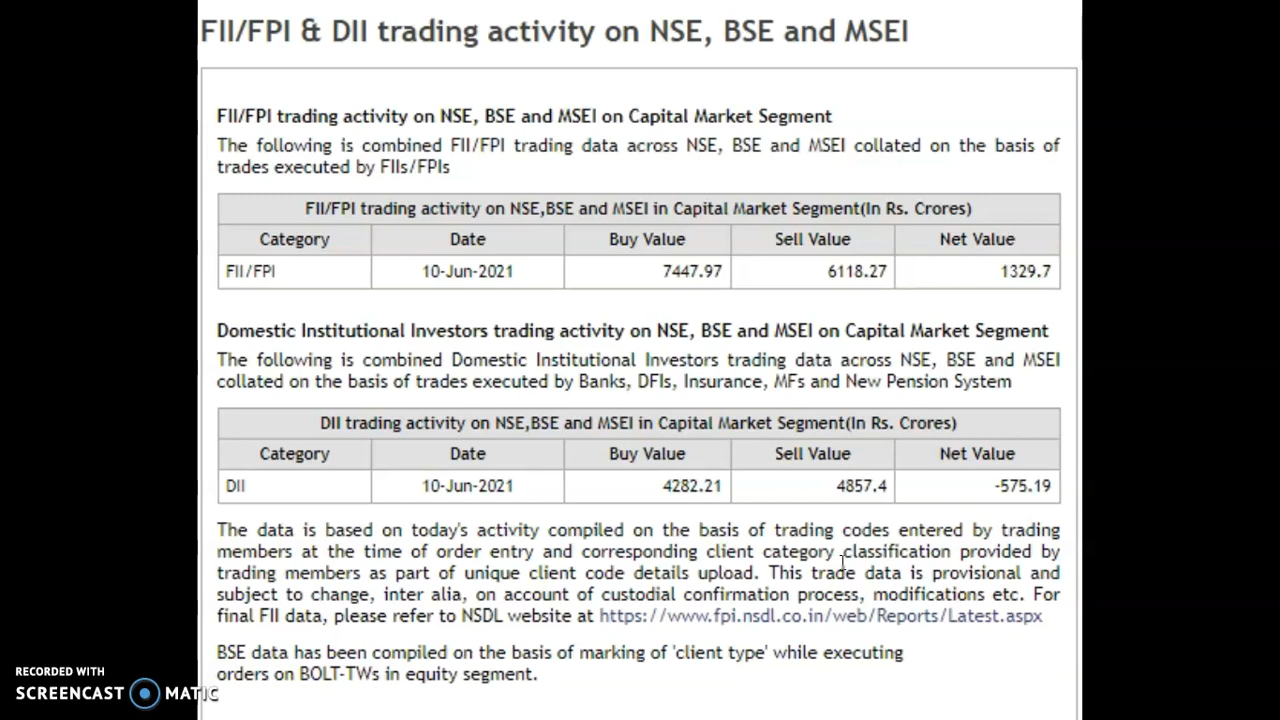 FII/FPI & DII trading activity on NSE, BSE and MSEI
FII/FPI trading activity on NSE, BSE and MSEI on Capital Market Segment
The following is combined FII/FPI trading data across NSE, BSE and MSEI collated on the basis of
trades executed by FIIs/FPIs
FII/FPI trading activity on NSE,BSE and MSEI in Capital Market Segment(In Rs. Crores)
Category Date Buy Value Sell Value Net Value
FII/FPI 10-Jun-2021 7447.97 6118.27 1329.7
Domestic Institutional Investors trading activity on NSE, BSE and MSEI on Capital Market Segment
The following is combined Domestic Institutional Investors trading data across NSE, BSE and MSEI
collated on the basis of trades executed by Banks, DFIs, Insurance, MFs and New Pension System
DII trading activity on NSE,BSE and MSEI in Capital Market Segment(In Rs. Crores)
Category Date Buy Value Sell Value Net Value
DII 10-Jun-2021 4282.21 4857.4 -575.19
The data is based on today's activity compiled on the basis of trading codes entered by trading
members at the time of order entry and corresponding client category classification provided by
trading members as part of unique client code details upload. This trade data is provisional and
subject to change, inter alia, on account of custodial confirmation process, modifications etc. For
final FII data, please refer to NSDL website at https://www.fpi.nsdl.co.in/web/Reports/Latest.aspx
BSE data has been compiled on the basis of marking of 'client type' while executing
orders on BOLT-TWs in equity segment.
RECORDED WITH
SCREENCAST MATIC